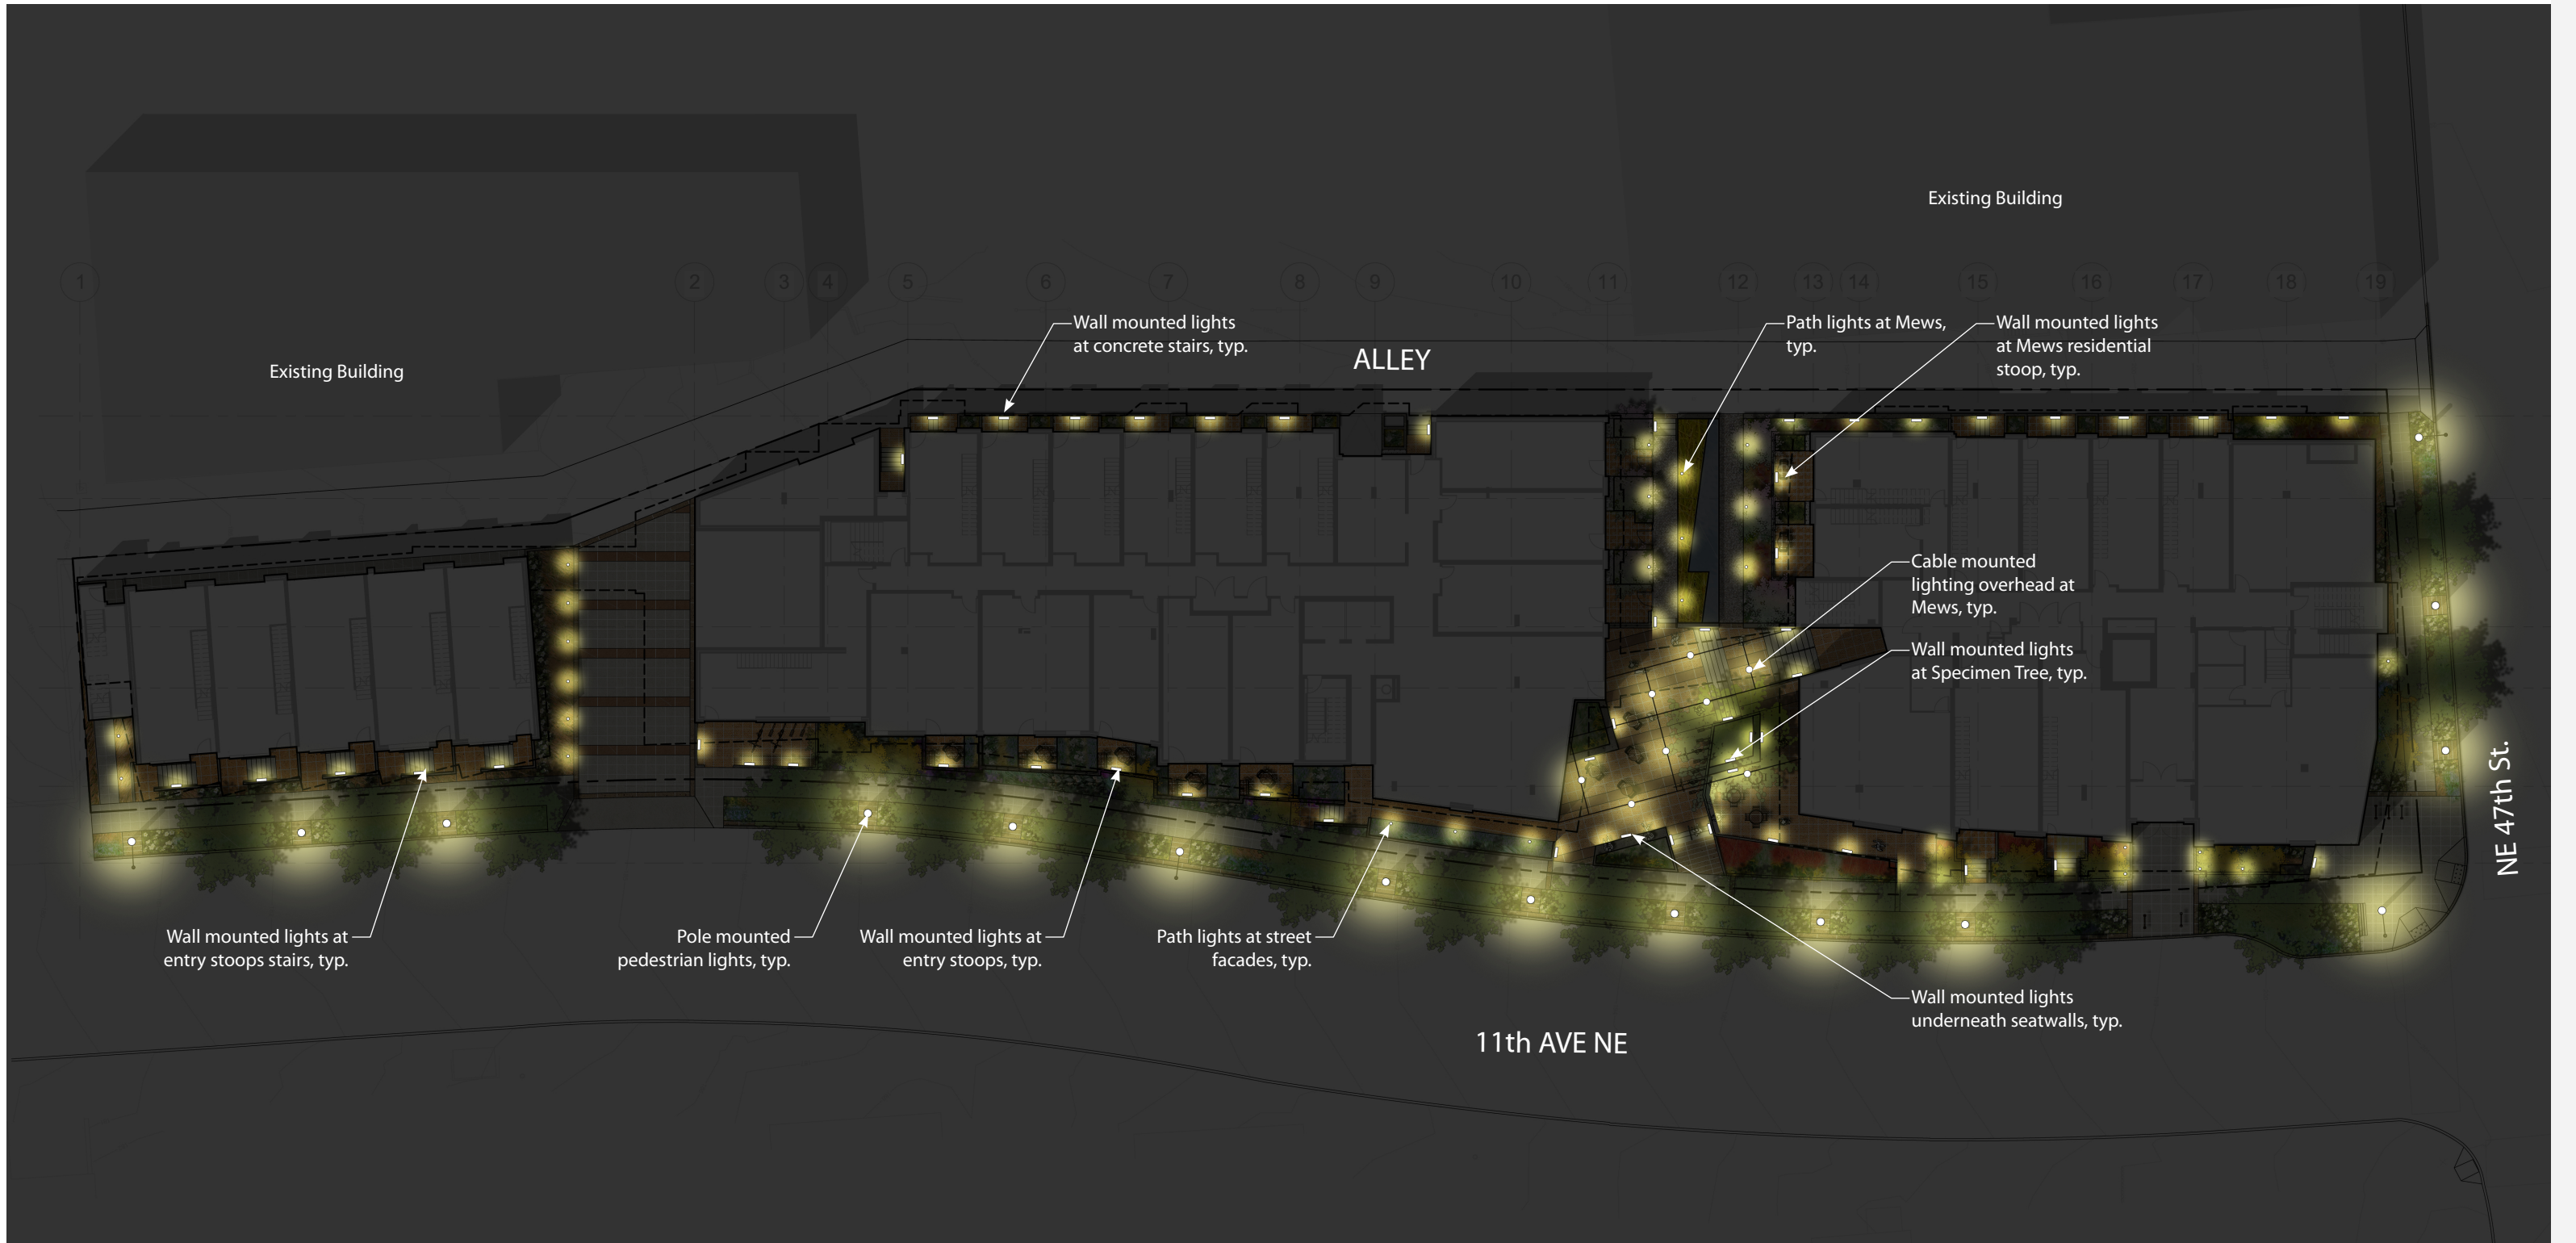 Existing Building
1
2
3
4
5
6
7
8
9
10
11
12
13
14
15
16
17
18
19
Wall mounted lights
at concrete stairs, typ.
ALLEY
Path lights at Mews,
typ.
Wall mounted lights
at Mews residential
stoop, typ.
Existing Building
Cable mounted
lighting overhead at
Mews, typ.
Wall mounted lights
at Specimen Tree, typ.
NE 47th St.
Wall mounted lights at
entry stoops stairs, typ.
Pole mounted
pedestrian lights, typ.
Wall mounted lights at
entry stoops, typ.
Path lights at street
facades, typ.
Wall mounted lights
underneath seatwalls, typ.
11th AVE NE